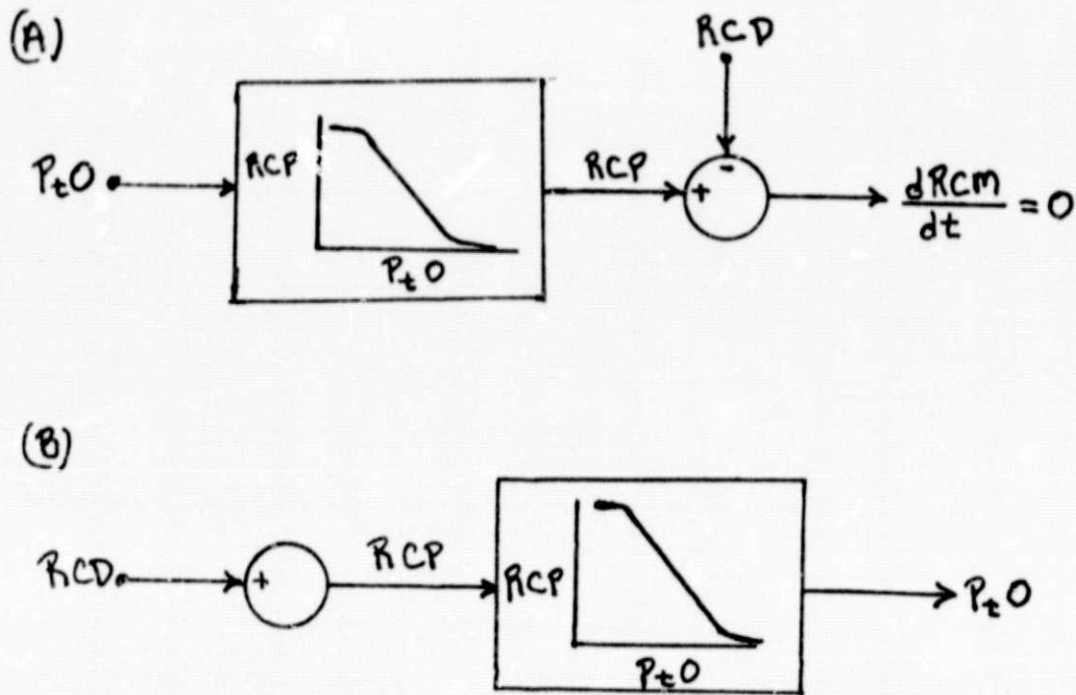 (A)
RCD
PtO
RCP
PtO
RCP
+
-
dRCM
dt
= 0
(B)
RCD
+
RCP
RCP
PtO
PtO